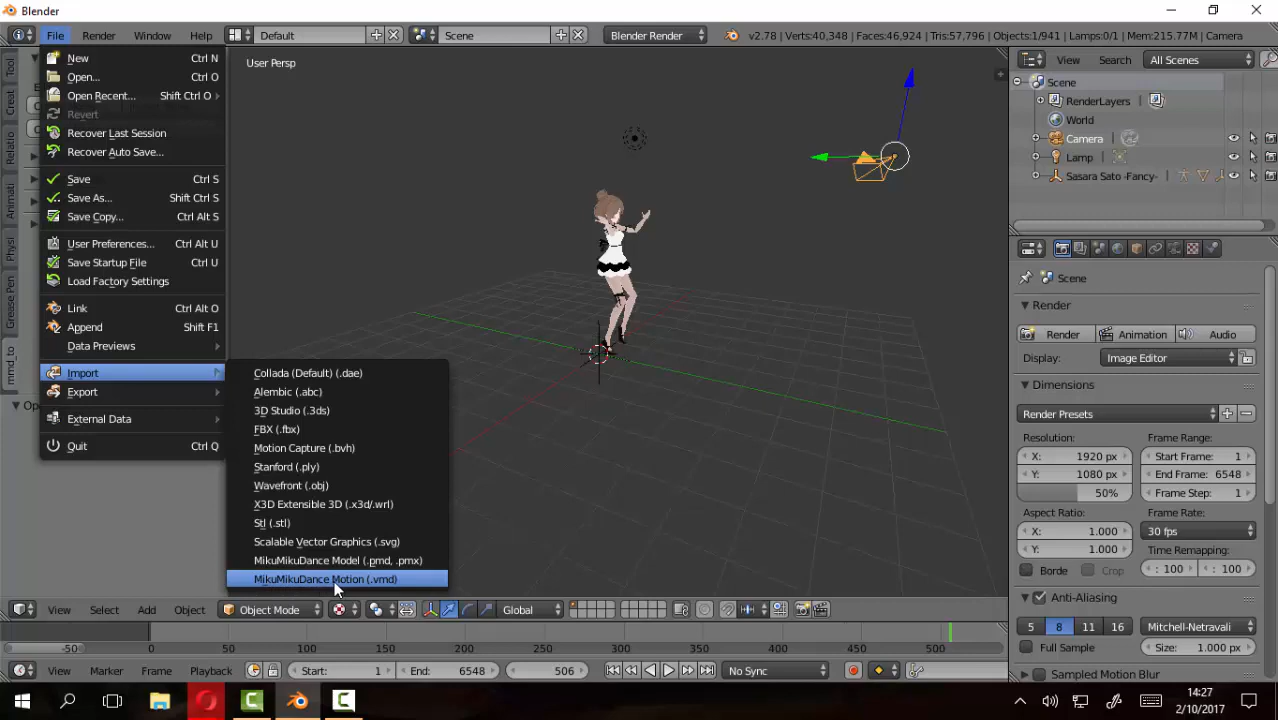 Blender
File Render Window Help Default Scene Blender Render v2.78 | Verts:40,348 | Faces:46,924 | Tris:57,796 | Objects:1/941 | Lamps:0/1 | Mem:215.77M | Camera
New Ctrl N
Open... Ctrl O
Open Recent... Shift Ctrl O
Revert
Recover Last Session
Recover Auto Save...
Save Ctrl S
Save As... Shift Ctrl S
Save Copy... Ctrl Alt S
User Preferences... Ctrl Alt U
Save Startup File Ctrl U
Load Factory Settings
Link Ctrl Alt O
Append Shift F1
Data Previews
Import
Export
External Data
Quit Ctrl Q
Collada (Default) (.dae)
Alembic (.abc)
3D Studio (.3ds)
FBX (.fbx)
Motion Capture (.bvh)
Stanford (.ply)
Wavefront (.obj)
X3D Extensible 3D (.x3d/.wrl)
Stl (.stl)
Scalable Vector Graphics (.svg)
MikuMikuDance Model (.pmd, .pmx)
MikuMikuDance Motion (.vmd)
Tool
Creat
Relatio
Animati
Physi
Grease Pen
mmd_to
Op
User Persp
View Search All Scenes
Scene
RenderLayers
World
Camera
Lamp
Sasara Sato -Fancy-
Scene
Render
Render Animation Audio
Display: Image Editor
Dimensions
Render Presets
Resolution: Frame Range:
X: 1920 px Start Frame: 1
Y: 1080 px End Frame: 6548
50% Frame Step: 1
Aspect Ratio: Frame Rate:
X: 1.000 30 fps
Y: 1.000 Time Remapping:
Borde Crop : 100 : 100
Anti-Aliasing
5 8 11 16 Mitchell-Netravali
Full Sample Size: 1.000 px
Sampled Motion Blur
View Select Add Object Object Mode Global
-50 0 50 100 150 200 250 300 350 400 450 500
View Marker Frame Playback Start: 1 End: 6548 506 No Sync
14:27
2/10/2017